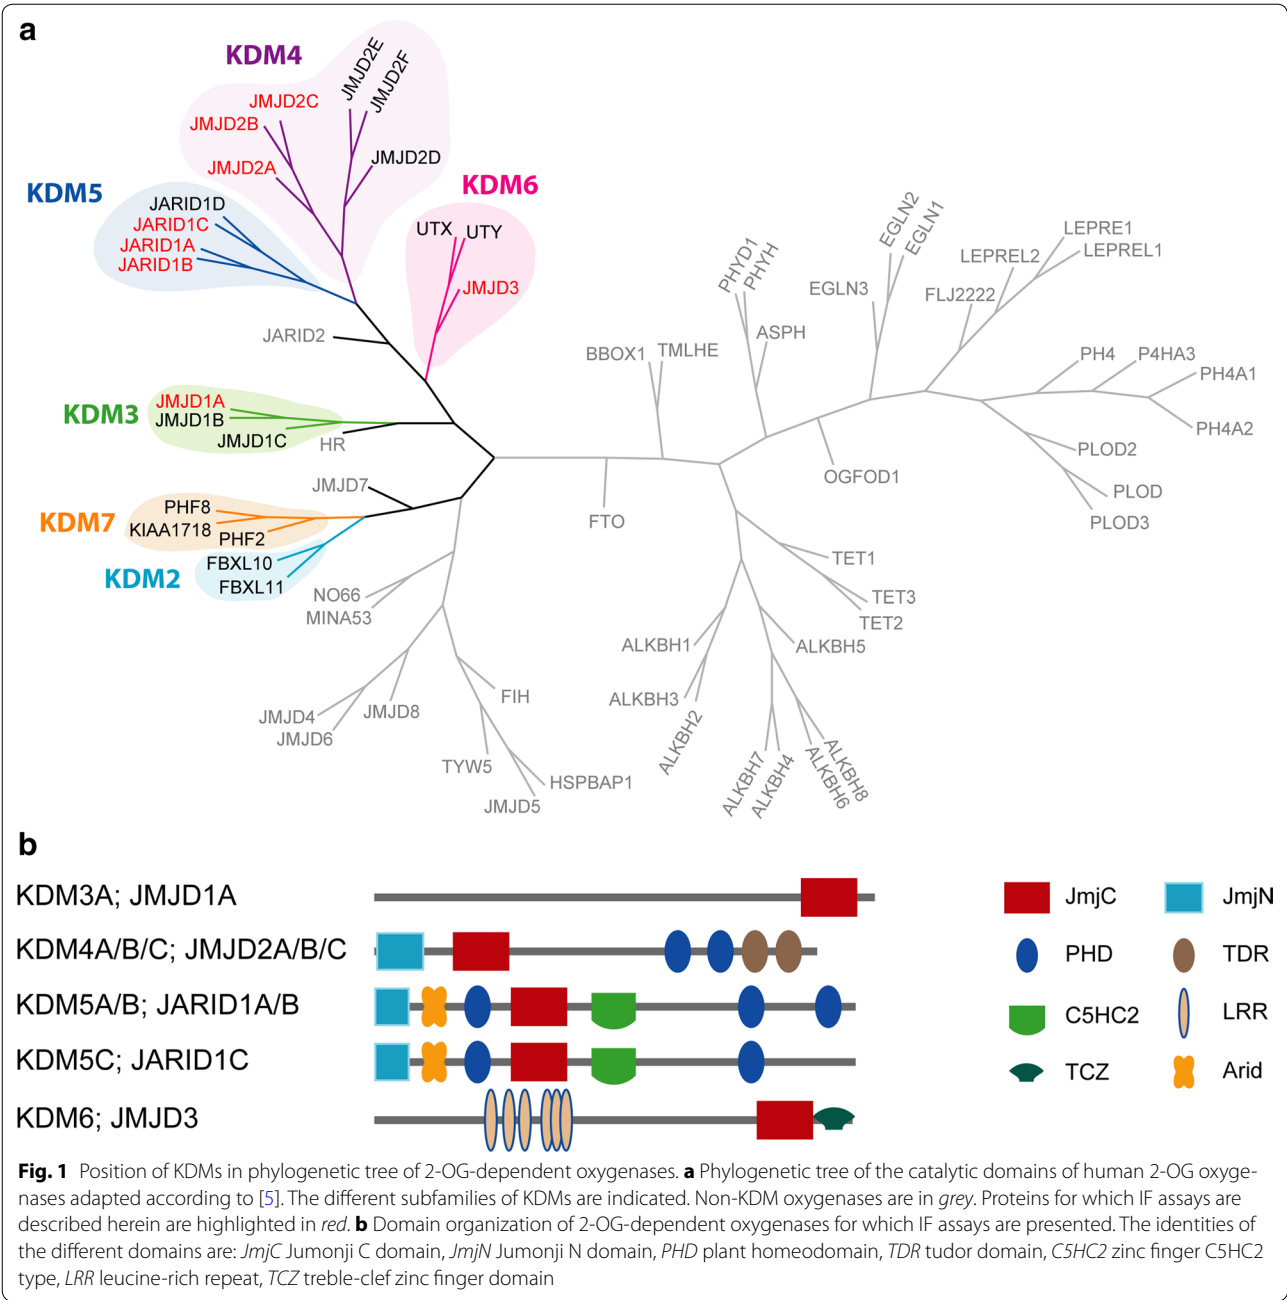 a
KDM4
JMJD2E
JMJD2F
JMJD2C
JMJD2B
JMJD2A
JMJD2D
KDM5
JARID1D
JARID1C
JARID1A
JARID1B
KDM6
UTX UTY
JMJD3
JARID2
KDM3
JMJD1A
JMJD1B
JMJD1C
HR
JMJD7
KDM7
PHF8
KIAA1718
PHF2
KDM2
FBXL10
FBXL11
NO66
MINA53
JMJD4
JMJD6
JMJD8
FIH
TYW5
HSPBAP1
JMJD5
FTO
BBOX1
TMLHE
PHYD1
PHYH
ASPH
EGLN3
EGLN2
EGLN1
FLJ2222
LEPREL2
LEPRE1
LEPREL1
PH4
P4HA3
PH4A1
PH4A2
PLOD2
PLOD
PLOD3
OGFOD1
TET1
TET3
TET2
ALKBH1
ALKBH3
ALKBH2
ALKBH5
ALKBH7
ALKBH4
ALKBH6
ALKBH8
b
KDM3A; JMJD1A
KDM4A/B/C; JMJD2A/B/C
KDM5A/B; JARID1A/B
KDM5C; JARID1C
KDM6; JMJD3
JmjC JmjN
PHD TDR
C5HC2 LRR
TCZ Arid
Fig. 1 Position of KDMs in phylogenetic tree of 2-OG-dependent oxygenases. a Phylogenetic tree of the catalytic domains of human 2-OG oxyge-
nases adapted according to [5]. The different subfamilies of KDMs are indicated. Non-KDM oxygenases are in grey. Proteins for which IF assays are
described herein are highlighted in red. b Domain organization of 2-OG-dependent oxygenases for which IF assays are presented. The identities of
the different domains are: JmjC Jumonji C domain, JmjN Jumonji N domain, PHD plant homeodomain, TDR tudor domain, C5HC2 zinc finger C5HC2
type, LRR leucine-rich repeat, TCZ treble-clef zinc finger domain